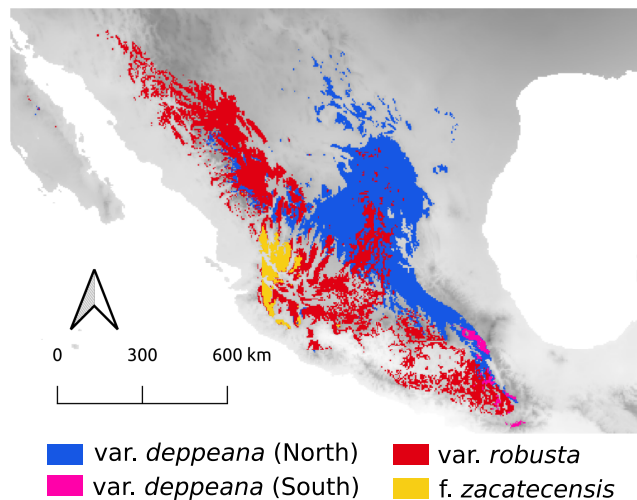 0 300 600 km
var. deppeana (North)
var. robusta
var. deppeana (South)
f. zacatecensis